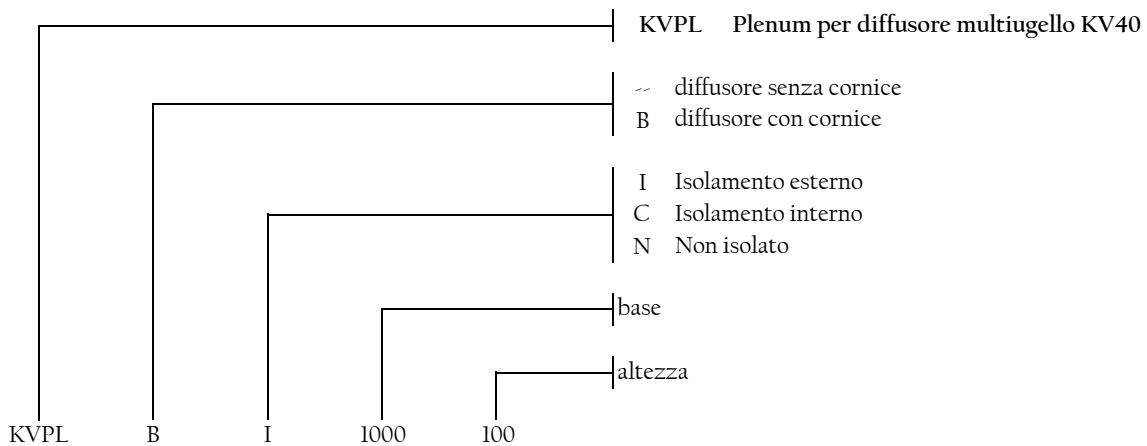 KVPL Plenum per diffusore multiugello KV40
-- diffusore senza cornice
B diffusore con cornice
I Isolamento esterno
C Isolamento interno
N Non isolato
base
altezza
KVPL B I 1000 100